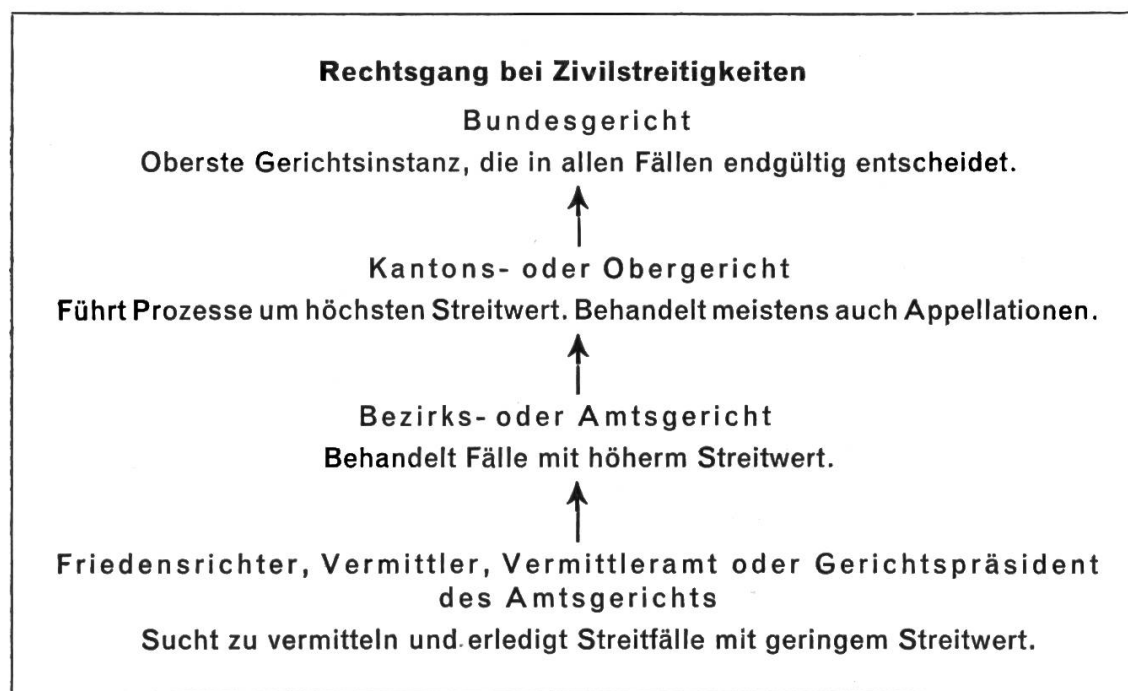 Rechtsgang bei Zivilstreitigkeiten
Bundesgericht
Oberste Gerichtsinstanz, die in allen Fällen endgültig entscheidet.
Kantons- oder Obergericht
Führt Prozesse um höchsten Streitwert. Behandelt meistens auch Appellationen.
Bezirks- oder Amtsgericht
Behandelt Fälle mit höherm Streitwert.
Friedensrichter, Vermittler, Vermittleramt oder Gerichtspräsident
des Amtsgerichts
Sucht zu vermitteln und erledigt Streitfälle mit geringem Streitwert.